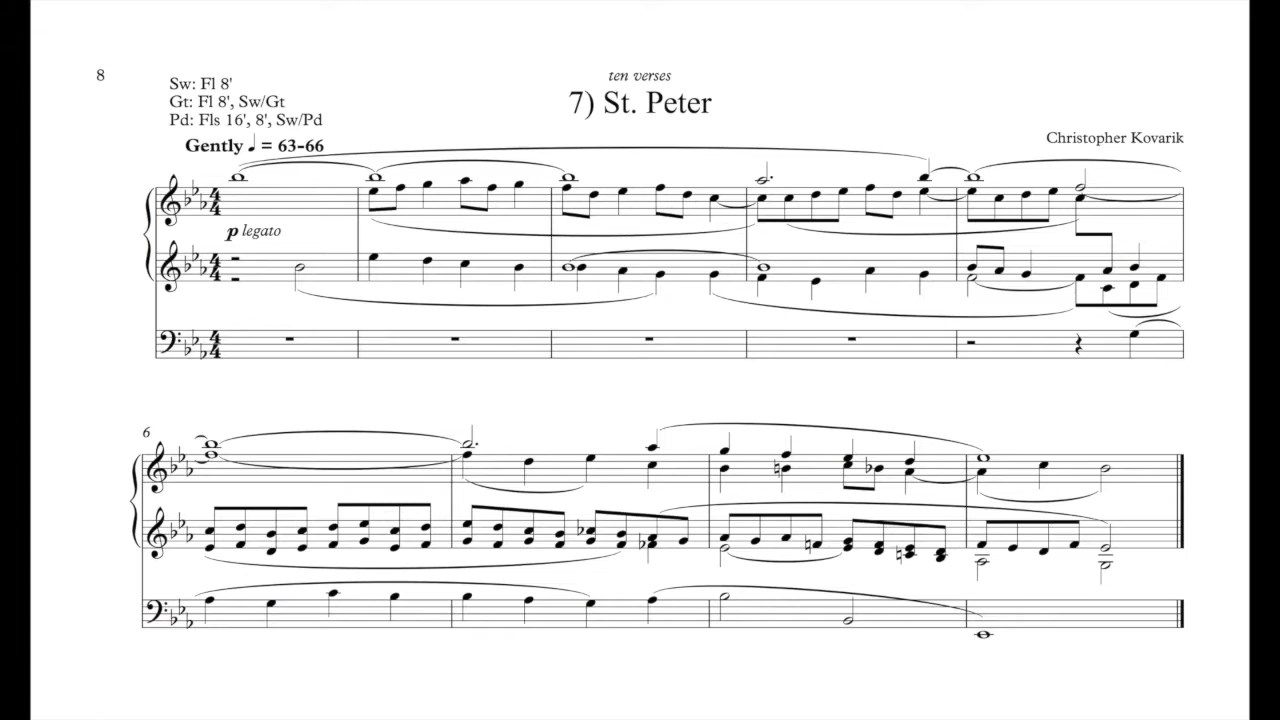 8
ten verses
7) St. Peter
Sw: Fl 8'
Gt: Fl 8', Sw/Gt
Pd: Fls 16', 8', Sw/Pd
Gently ♩ = 63-66
Christopher Kovarik
p legato
6